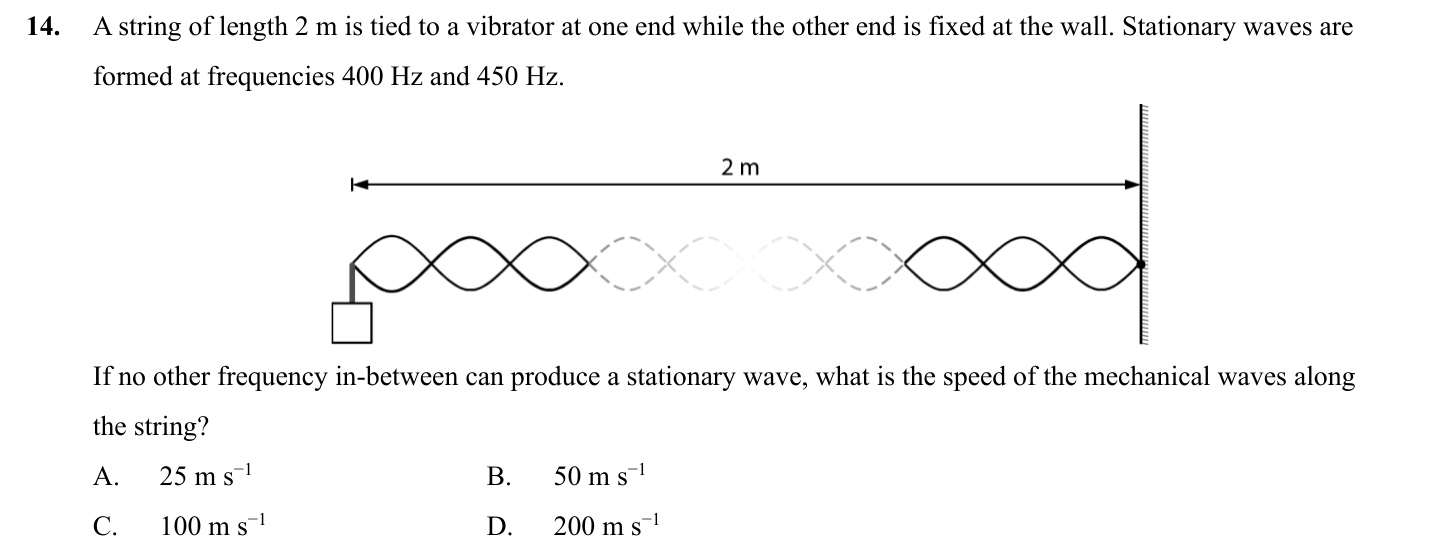 14. A string of length 2 m is tied to a vibrator at one end while the other end is fixed at the wall. Stationary waves are
formed at frequencies 400 Hz and 450 Hz.
2 m
If no other frequency in-between can produce a stationary wave, what is the speed of the mechanical waves along
the string?
A. 25 m s⁻¹ B. 50 m s⁻¹
C. 100 m s⁻¹ D. 200 m s⁻¹